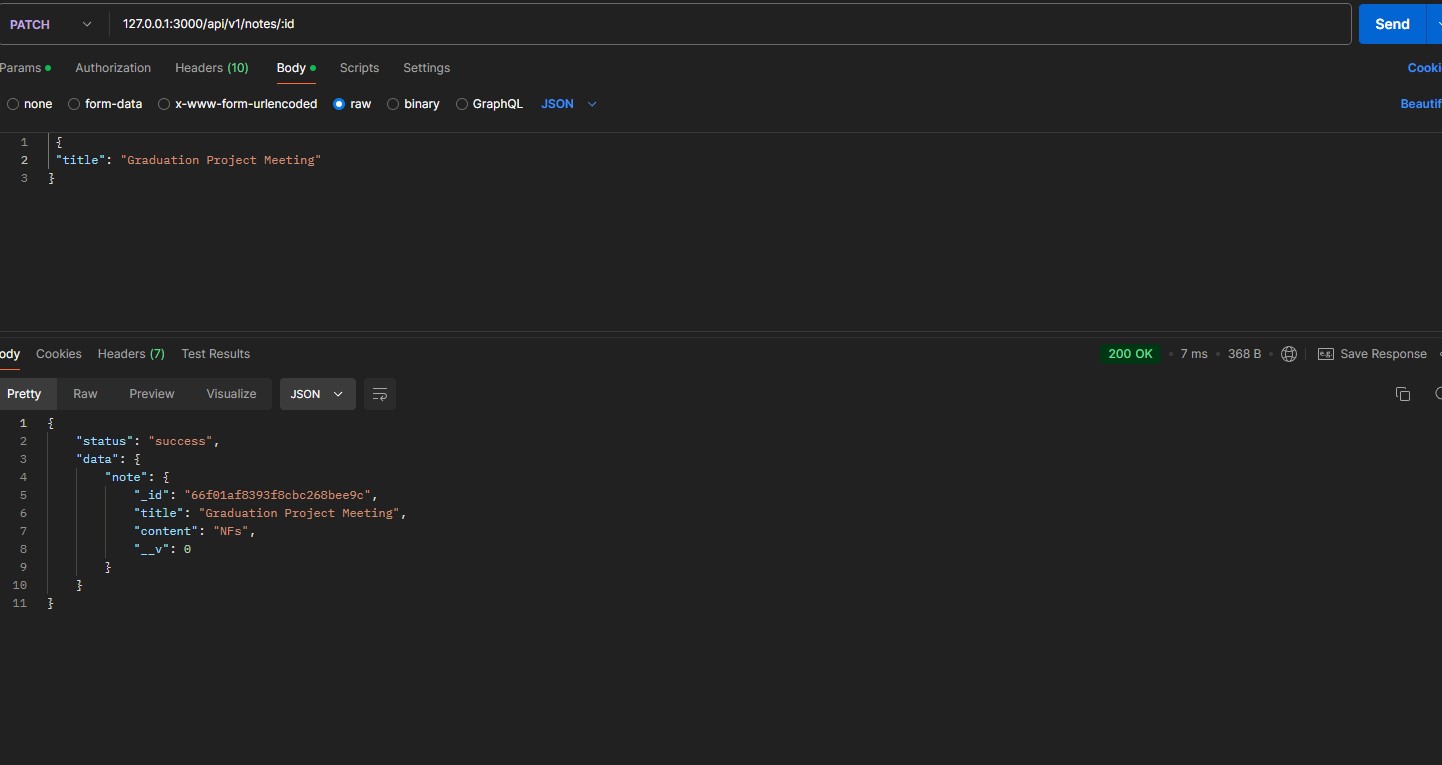 PATCH 127.0.0.1:3000/api/v1/notes/:id Send
Params Authorization Headers (10) Body Scripts Settings Cooki
none form-data x-www-form-urlencoded raw binary GraphQL JSON Beautif
1 {
2 "title": "Graduation Project Meeting"
3 }
ody Cookies Headers (7) Test Results 200 OK • 7 ms • 368 B • e.g. Save Response
Pretty Raw Preview Visualize JSON
1 {
2 "status": "success",
3 "data": {
4 "note": {
5 "_id": "66f01af8393f8cbc268bee9c",
6 "title": "Graduation Project Meeting",
7 "content": "NFs",
8 "__v": 0
9 }
10 }
11 }